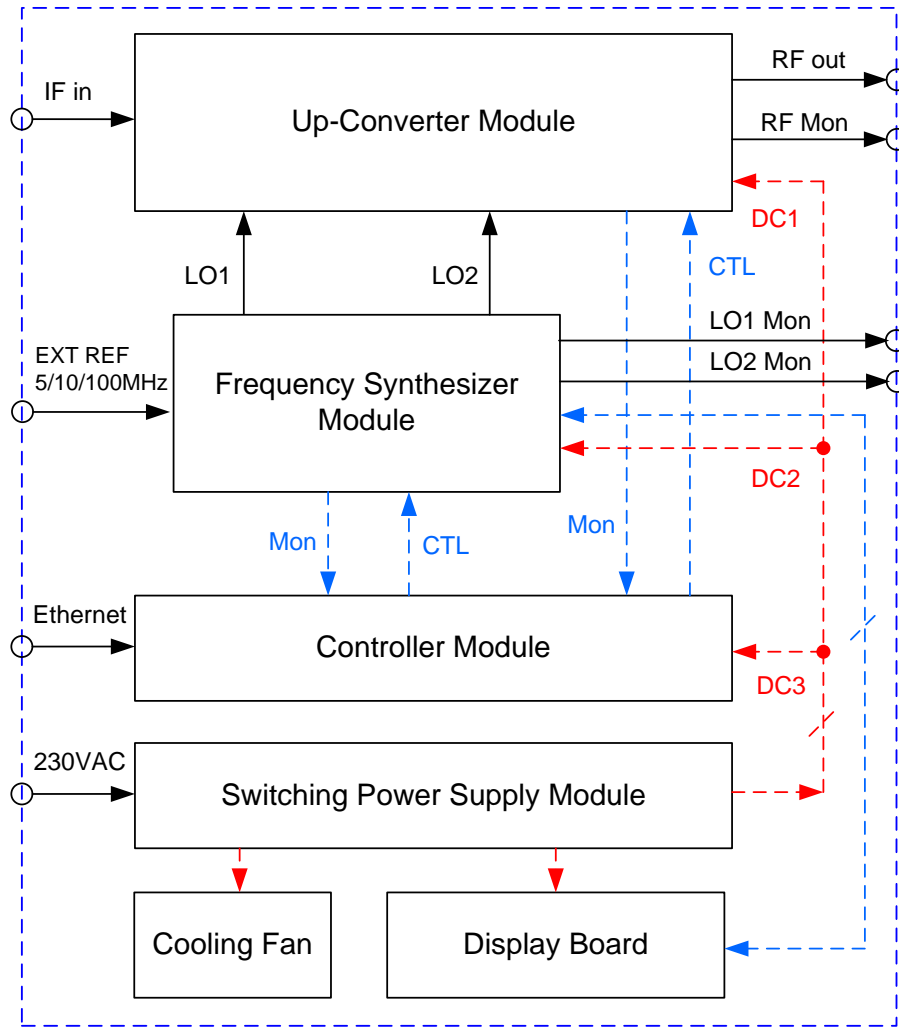 IF in
Up-Converter Module
RF out
RF Mon
DC1
LO1
LO2
CTL
EXT REF
5/10/100MHz
Frequency Synthesizer
Module
LO1 Mon
LO2 Mon
DC2
Mon
CTL
Mon
Ethernet
Controller Module
DC3
230VAC
Switching Power Supply Module
Cooling Fan
Display Board